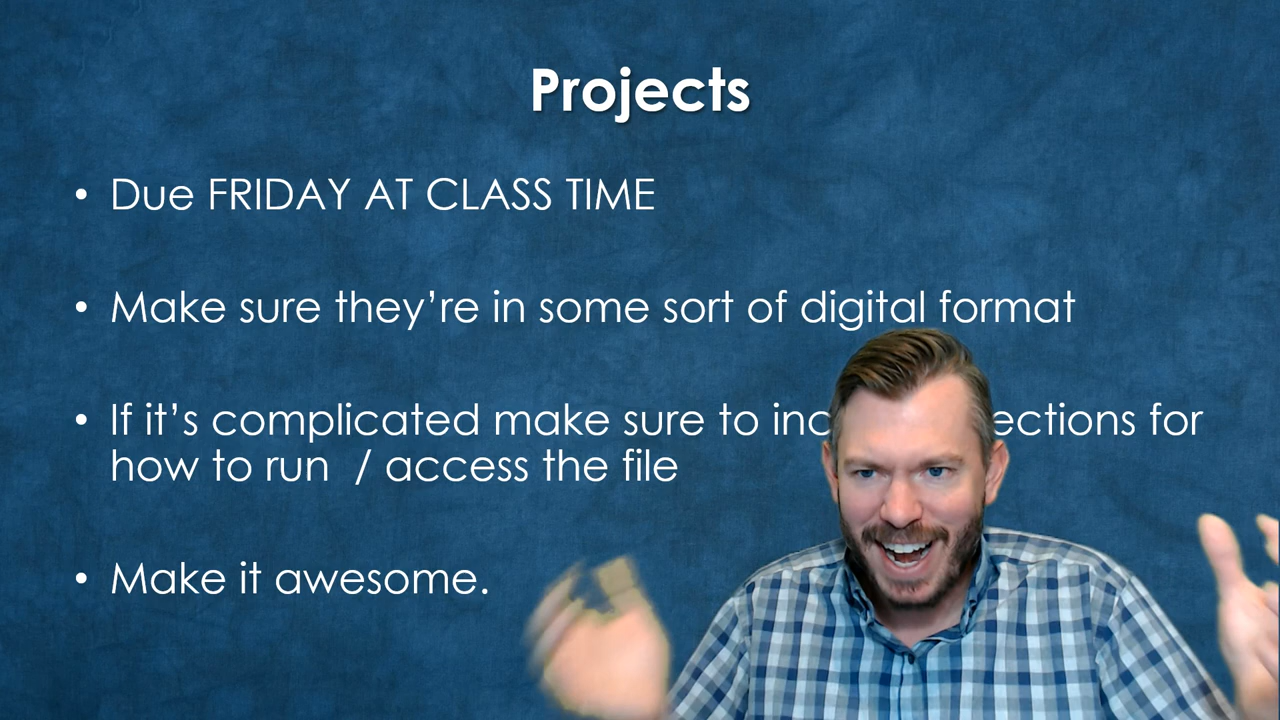 Projects
• Due FRIDAY AT CLASS TIME
• Make sure they're in some sort of digital format
• If it's complicated make sure to for
how to run / access the file
• Make it awesome.